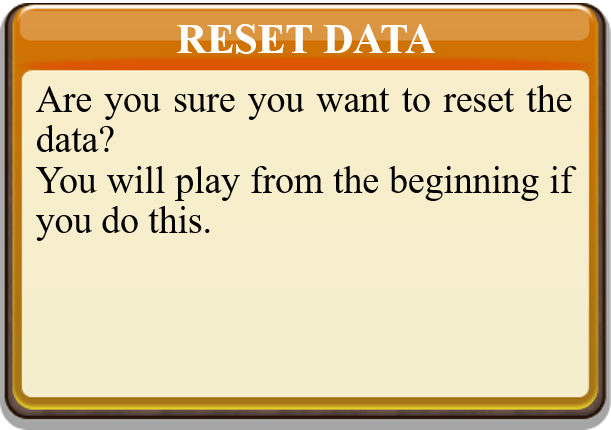 RESET DATA
Are you sure you want to reset the
data?
You will play from the beginning if
you do this.